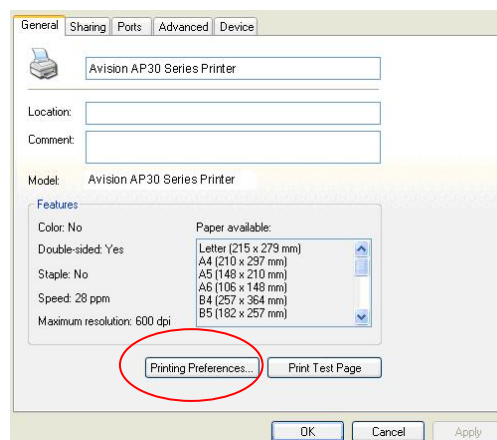 General Sharing Ports Advanced Device
Avision AP30 Series Printer
Location:
Comment:
Model: Avision AP30 Series Printer
Features
Color: No
Double-sided: Yes
Staple: No
Speed: 28 ppm
Maximum resolution: 600 dpi
Paper available:
Letter (215 x 279 mm)
A4 (210 x 297 mm)
A5 (148 x 210 mm)
A6 (106 x 148 mm)
B4 (257 x 364 mm)
B5 (182 x 257 mm)
Printing Preferences... Print Test Page
OK Cancel Apply